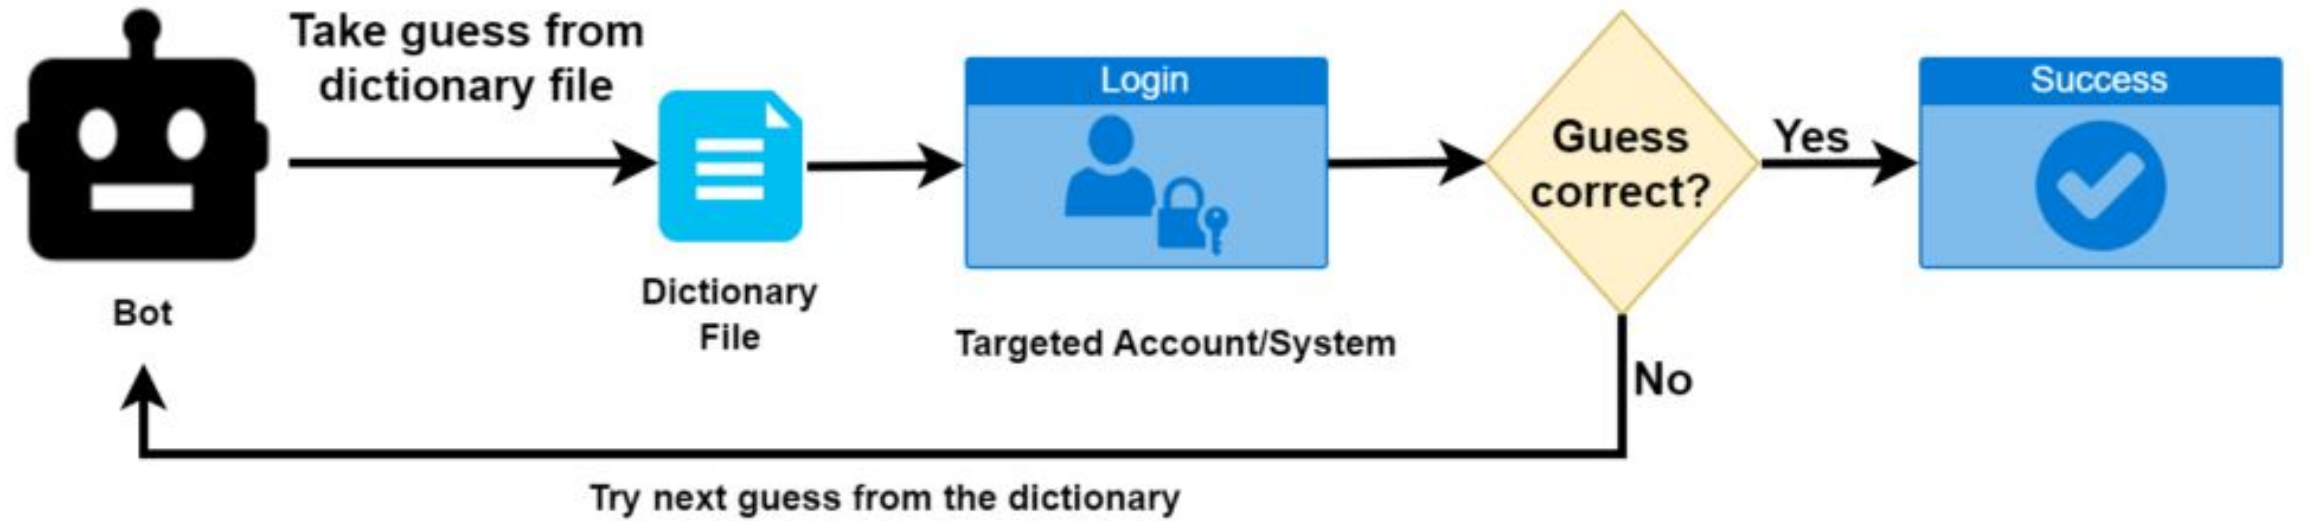 Take guess from
dictionary file
Login
Guess
correct?
Yes
Success
Bot
Dictionary
File
Targeted Account/System
No
Try next guess from the dictionary